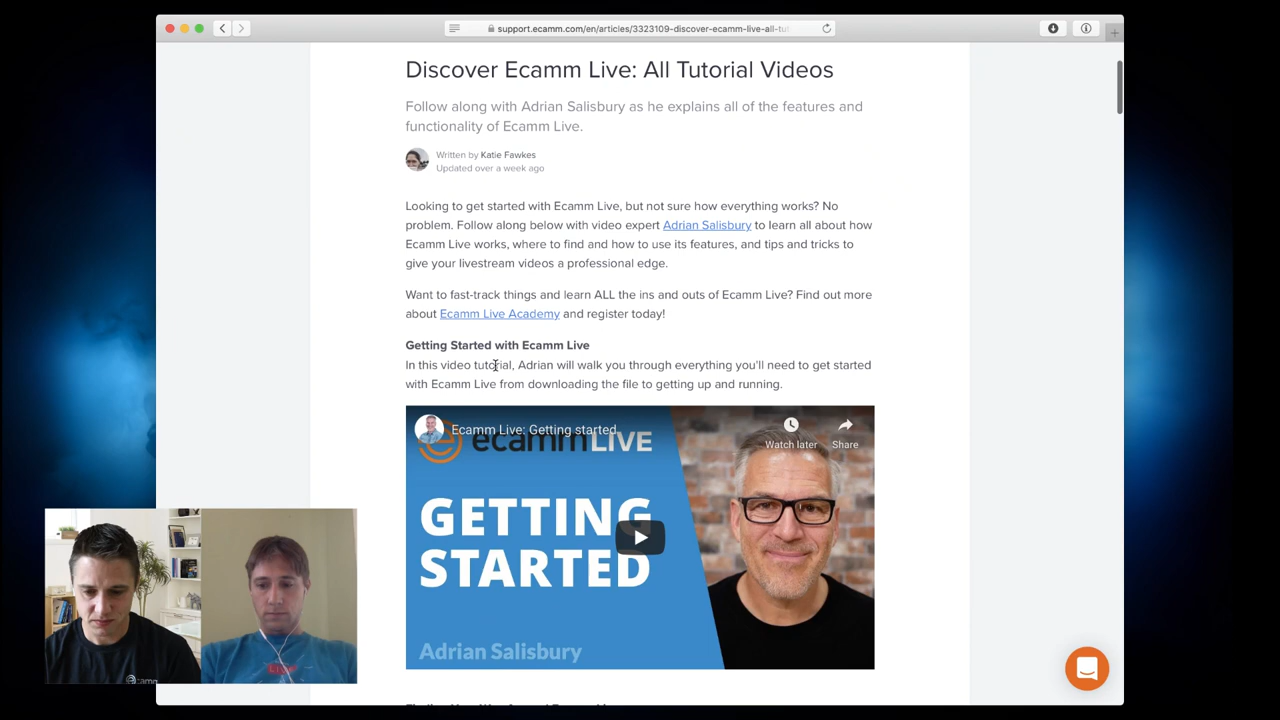 support.ecamm.com/en/articles/3323109-discover-ecamm-live-all-tut
Discover Ecamm Live: All Tutorial Videos
Follow along with Adrian Salisbury as he explains all of the features and
functionality of Ecamm Live.
Written by Katie Fawkes
Updated over a week ago
Looking to get started with Ecamm Live, but not sure how everything works? No
problem. Follow along below with video expert Adrian Salisbury to learn all about how
Ecamm Live works, where to find and how to use its features, and tips and tricks to
give your livestream videos a professional edge.
Want to fast-track things and learn ALL the ins and outs of Ecamm Live? Find out more
about Ecamm Live Academy and register today!
Getting Started with Ecamm Live
In this video tutorial, Adrian will walk you through everything you'll need to get started
with Ecamm Live from downloading the file to getting up and running.
Ecamm Live: Getting started
ecammLIVE
Watch later
Share
GETTING
STARTED
Adrian Salisbury
ecamm